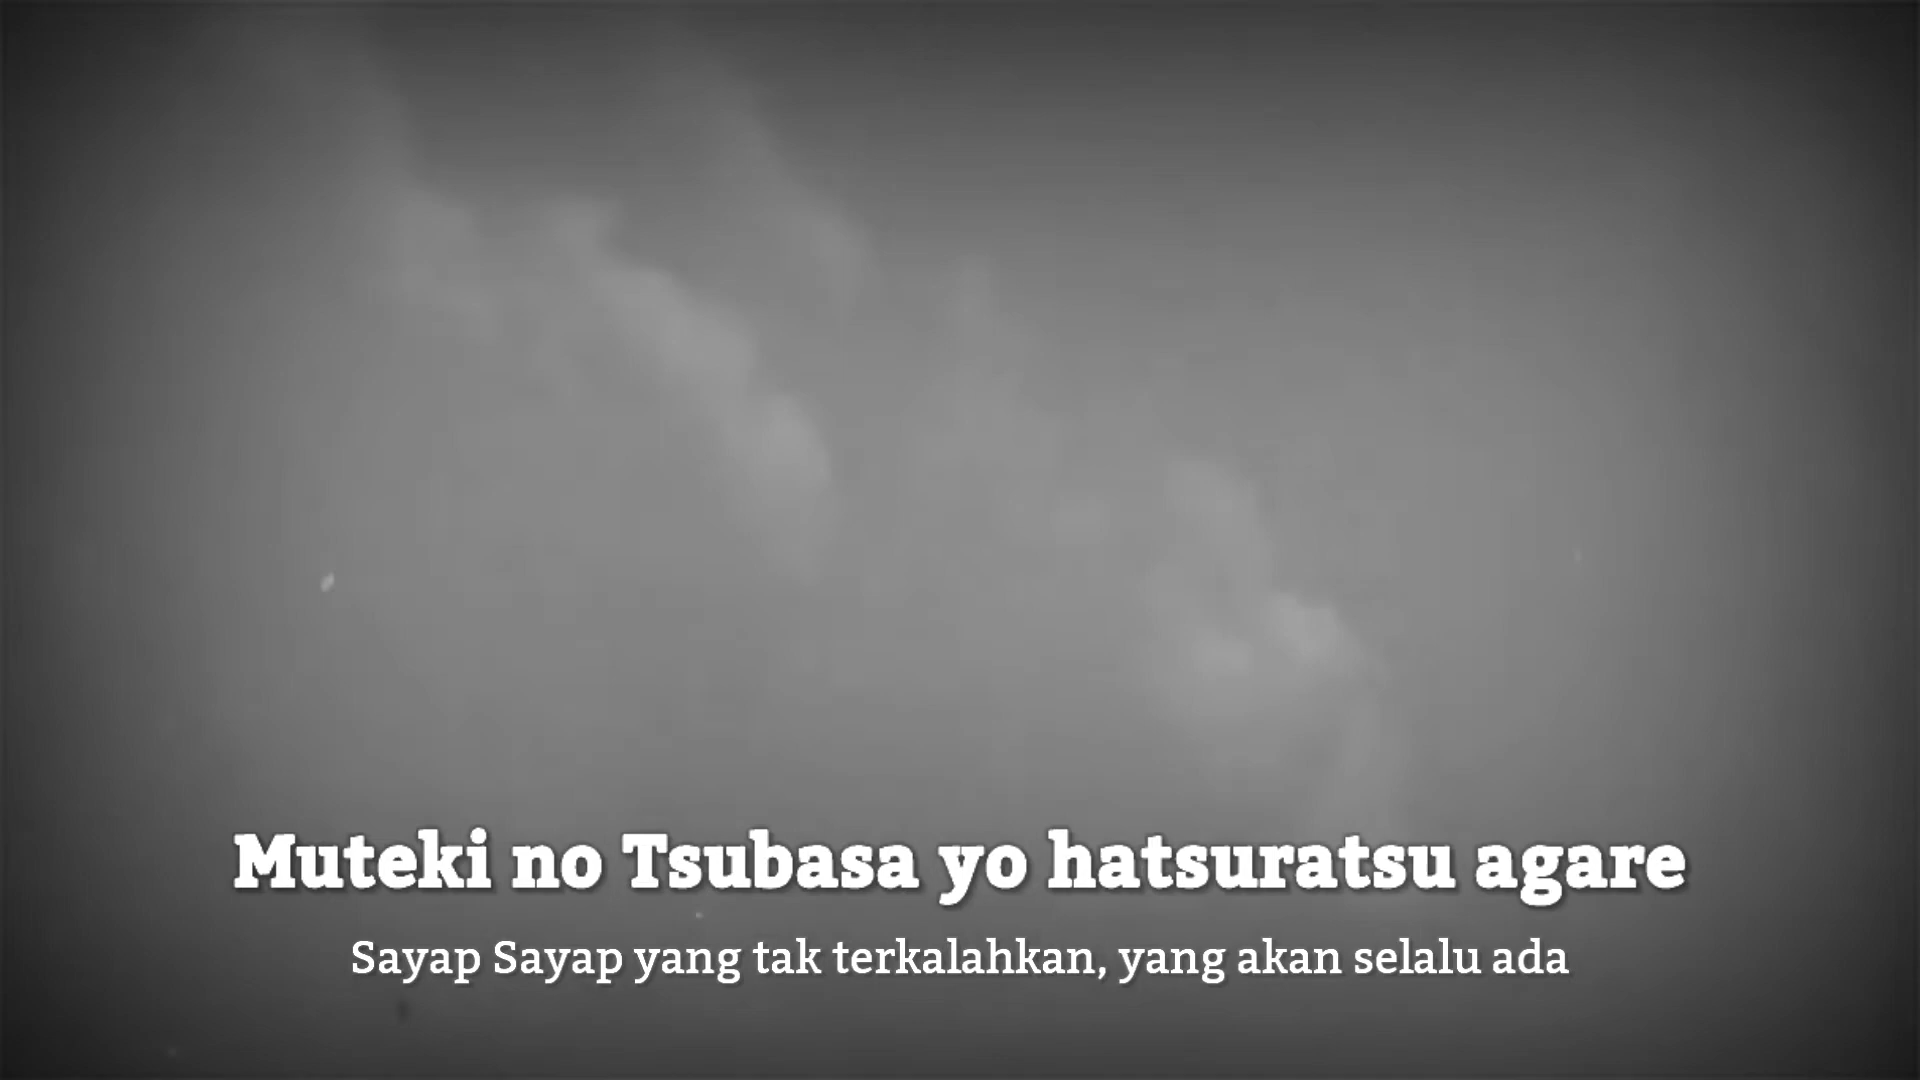 Muteki no Tsubasa yo hatsuratsu agare
Sayap Sayap yang tak terkalahkan, yang akan selalu ada